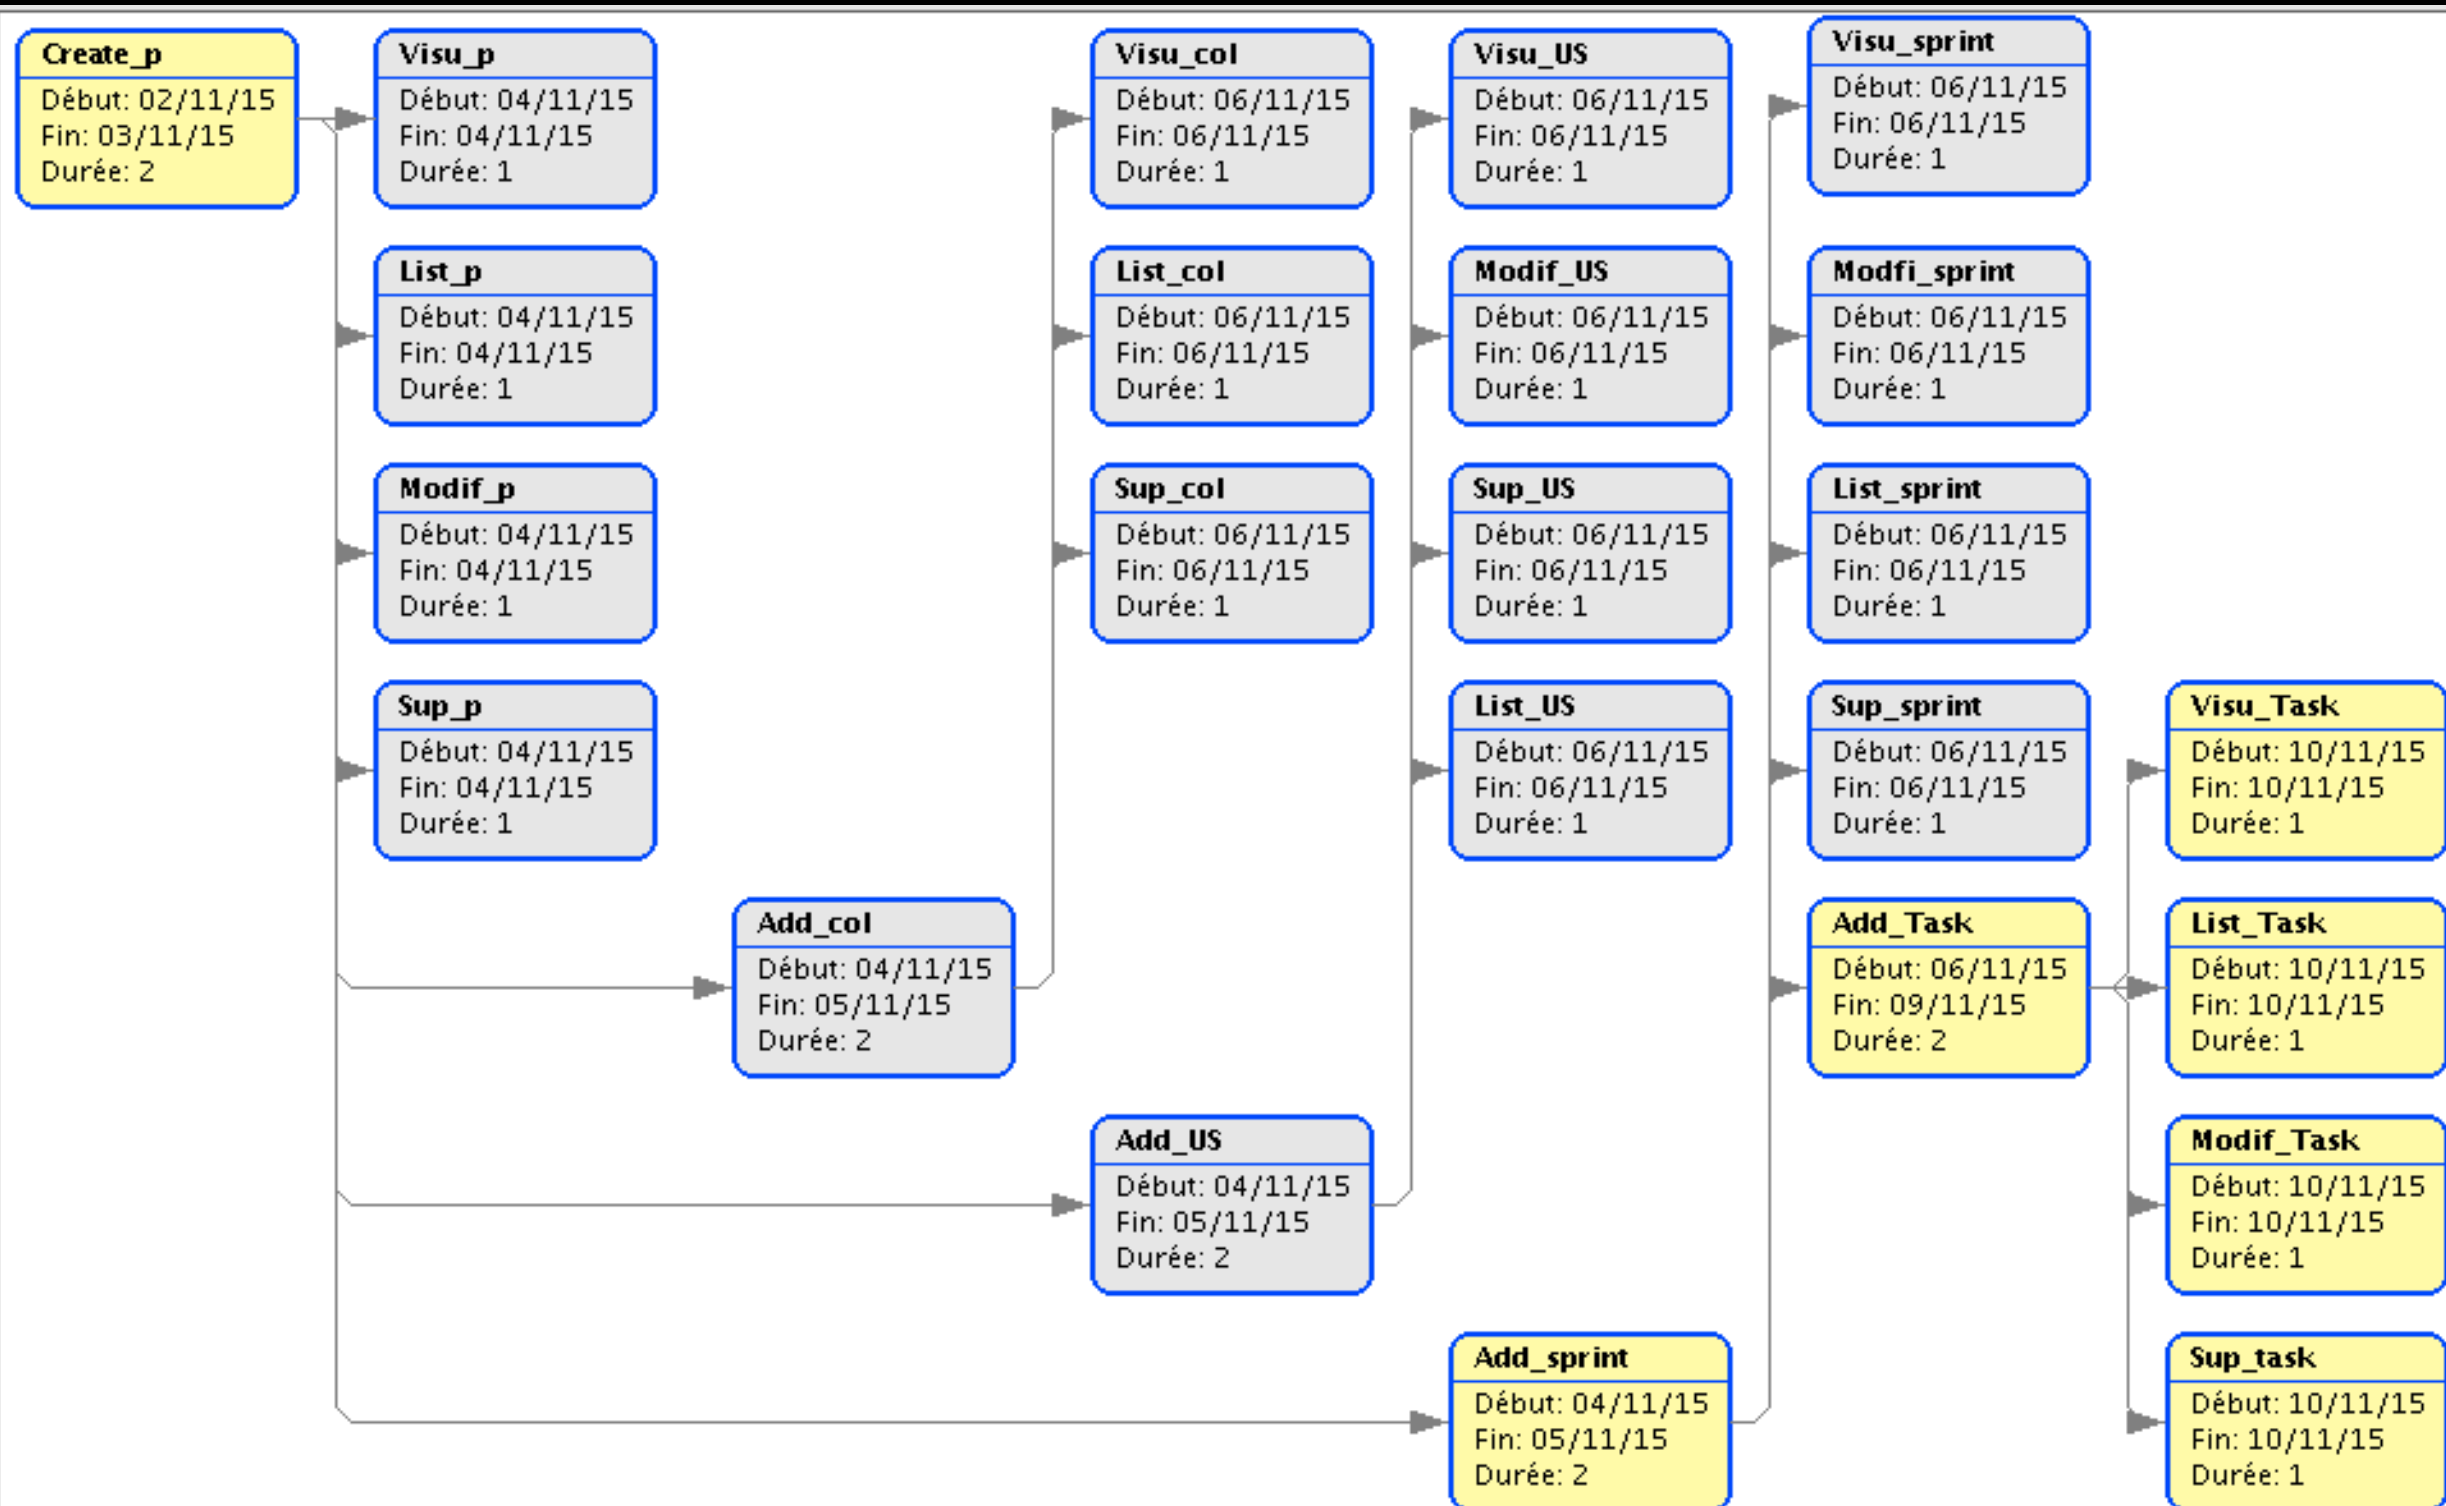 Create_p
Début: 02/11/15
Fin: 03/11/15
Durée: 2
Visu_p
Début: 04/11/15
Fin: 04/11/15
Durée: 1
List_p
Début: 04/11/15
Fin: 04/11/15
Durée: 1
Modif_p
Début: 04/11/15
Fin: 04/11/15
Durée: 1
Sup_p
Début: 04/11/15
Fin: 04/11/15
Durée: 1
Add_col
Début: 04/11/15
Fin: 05/11/15
Durée: 2
Visu_col
Début: 06/11/15
Fin: 06/11/15
Durée: 1
List_col
Début: 06/11/15
Fin: 06/11/15
Durée: 1
Sup_col
Début: 06/11/15
Fin: 06/11/15
Durée: 1
Add_US
Début: 04/11/15
Fin: 05/11/15
Durée: 2
Visu_US
Début: 06/11/15
Fin: 06/11/15
Durée: 1
Modif_US
Début: 06/11/15
Fin: 06/11/15
Durée: 1
Sup_US
Début: 06/11/15
Fin: 06/11/15
Durée: 1
List_US
Début: 06/11/15
Fin: 06/11/15
Durée: 1
Add_sprint
Début: 04/11/15
Fin: 05/11/15
Durée: 2
Visu_sprint
Début: 06/11/15
Fin: 06/11/15
Durée: 1
Modfi_sprint
Début: 06/11/15
Fin: 06/11/15
Durée: 1
List_sprint
Début: 06/11/15
Fin: 06/11/15
Durée: 1
Sup_sprint
Début: 06/11/15
Fin: 06/11/15
Durée: 1
Add_Task
Début: 06/11/15
Fin: 09/11/15
Durée: 2
Visu_Task
Début: 10/11/15
Fin: 10/11/15
Durée: 1
List_Task
Début: 10/11/15
Fin: 10/11/15
Durée: 1
Modif_Task
Début: 10/11/15
Fin: 10/11/15
Durée: 1
Sup_task
Début: 10/11/15
Fin: 10/11/15
Durée: 1